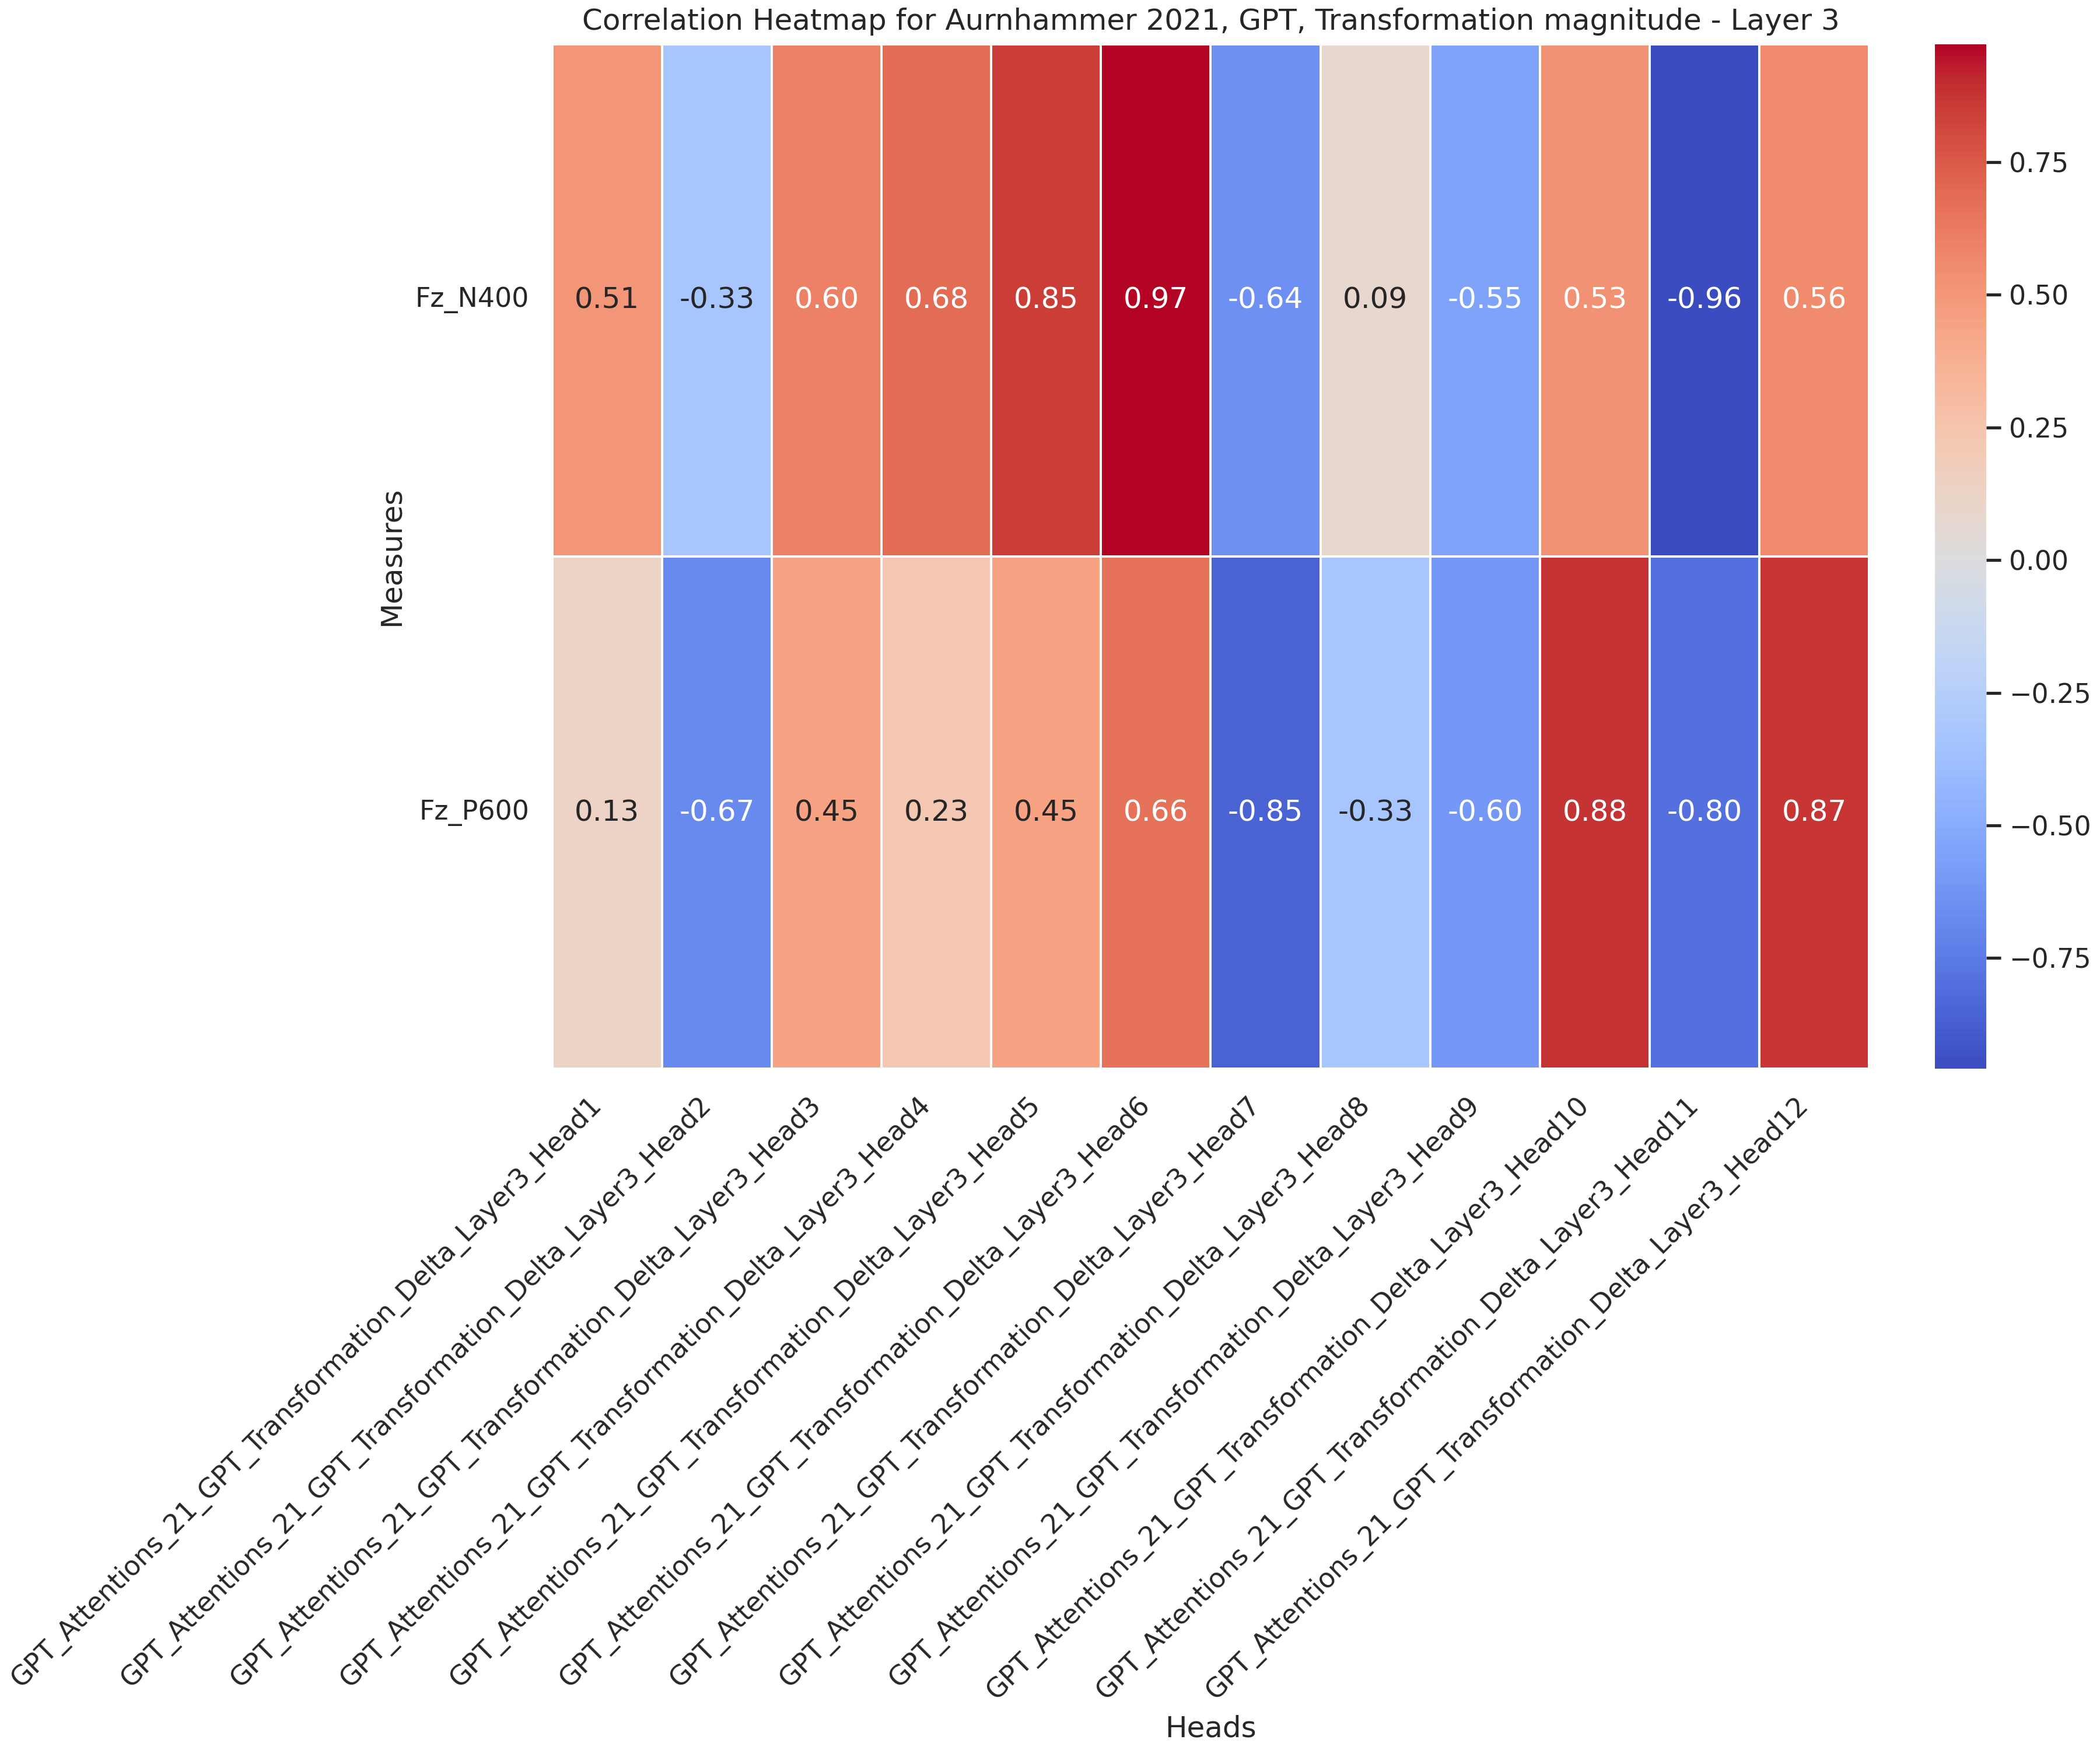 Correlation Heatmap for Aurnhammer 2021, GPT, Transformation magnitude - Layer 3
Measures
Fz_N400
0.51 -0.33 0.60 0.68 0.85 0.97 -0.64 0.09 -0.55 0.53 -0.96 0.56
Fz_P600
0.13 -0.67 0.45 0.23 0.45 0.66 -0.85 -0.33 -0.60 0.88 -0.80 0.87
GPT_Attentions_21_GPT_Transformation_Delta_Layer3_Head1
GPT_Attentions_21_GPT_Transformation_Delta_Layer3_Head2
GPT_Attentions_21_GPT_Transformation_Delta_Layer3_Head3
GPT_Attentions_21_GPT_Transformation_Delta_Layer3_Head4
GPT_Attentions_21_GPT_Transformation_Delta_Layer3_Head5
GPT_Attentions_21_GPT_Transformation_Delta_Layer3_Head6
GPT_Attentions_21_GPT_Transformation_Delta_Layer3_Head7
GPT_Attentions_21_GPT_Transformation_Delta_Layer3_Head8
GPT_Attentions_21_GPT_Transformation_Delta_Layer3_Head9
GPT_Attentions_21_GPT_Transformation_Delta_Layer3_Head10
GPT_Attentions_21_GPT_Transformation_Delta_Layer3_Head11
GPT_Attentions_21_GPT_Transformation_Delta_Layer3_Head12
Heads
0.75
0.50
0.25
0.00
−0.25
−0.50
−0.75